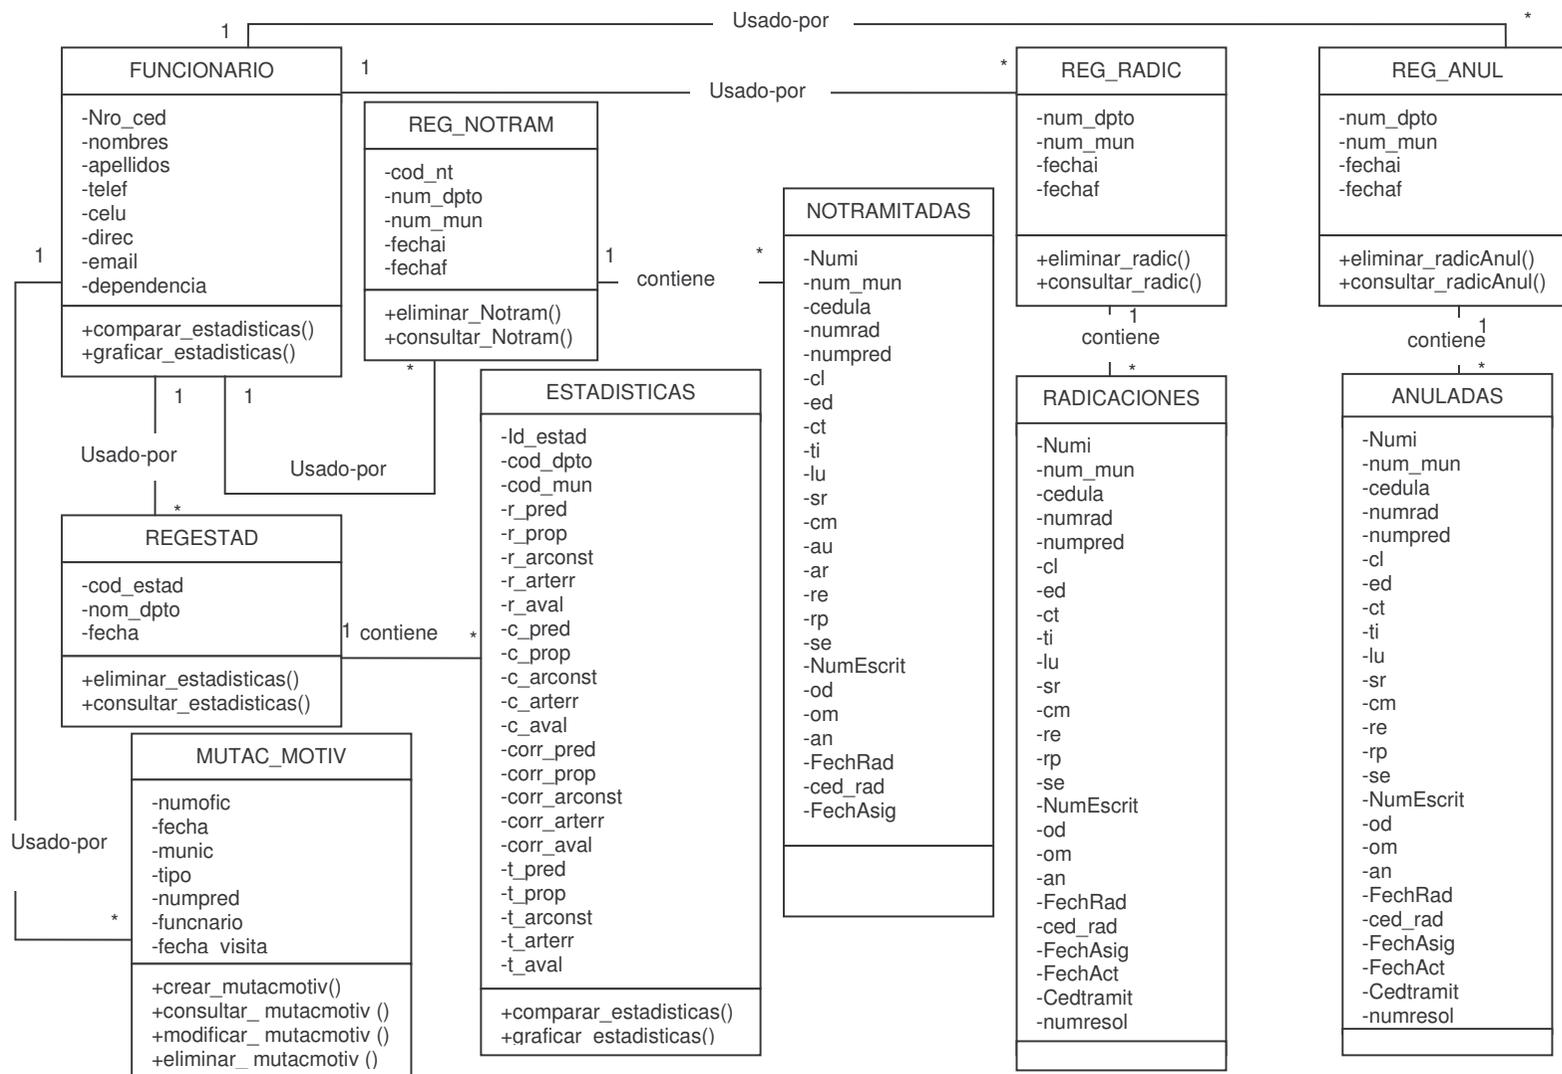 Usado-por
1
*
FUNCIONARIO
-Nro_ced
-nombres
-apellidos
-telef
-celu
-direc
-email
-dependencia
+comparar_estadisticas()
+graficar_estadisticas()
1
*
Usado-por
REG_NOTRAM
-cod_nt
-num_dpto
-num_mun
-fechai
-fechaf
+eliminar_Notram()
+consultar_Notram()
1
contiene
*
NOTRAMITADAS
-Numi
-num_mun
-cedula
-numrad
-numpred
-cl
-ed
-ct
-ti
-lu
-sr
-cm
-au
-ar
-re
-rp
-se
-NumEscrit
-od
-om
-an
-FechRad
-ced_rad
-FechAsig
REG_RADIC
-num_dpto
-num_mun
-fechai
-fechaf
+eliminar_radic()
+consultar_radic()
1
contiene
*
RADICACIONES
-Numi
-num_mun
-cedula
-numrad
-numpred
-cl
-ed
-ct
-ti
-lu
-sr
-cm
-re
-rp
-se
-NumEscrit
-od
-om
-an
-FechRad
-ced_rad
-FechAsig
-FechAct
-Cedtramit
-numresol
REG_ANUL
-num_dpto
-num_mun
-fechai
-fechaf
+eliminar_radicAnul()
+consultar_radicAnul()
1
contiene
*
ANULADAS
-Numi
-num_mun
-cedula
-numrad
-numpred
-cl
-ed
-ct
-ti
-lu
-sr
-cm
-re
-rp
-se
-NumEscrit
-od
-om
-an
-FechRad
-ced_rad
-FechAsig
-FechAct
-Cedtramit
-numresol
1
1
1
*
Usado-por
Usado-por
*
REGESTAD
-cod_estad
-nom_dpto
-fecha
+eliminar_estadisticas()
+consultar_estadisticas()
1 contiene
*
ESTADISTICAS
-Id_estad
-cod_dpto
-cod_mun
-r_pred
-r_prop
-r_arconst
-r_arterr
-r_aval
-c_pred
-c_prop
-c_arconst
-c_arterr
-c_aval
-corr_pred
-corr_prop
-corr_arconst
-corr_arterr
-corr_aval
-t_pred
-t_prop
-t_arconst
-t_arterr
-t_aval
+comparar_estadisticas()
+graficar estadisticas()
Usado-por
*
MUTAC_MOTIV
-numofic
-fecha
-munic
-tipo
-numpred
-funcnario
-fecha visita
+crear_mutacmotiv()
+consultar_ mutacmotiv ()
+modificar_ mutacmotiv ()
+eliminar_ mutacmotiv ()